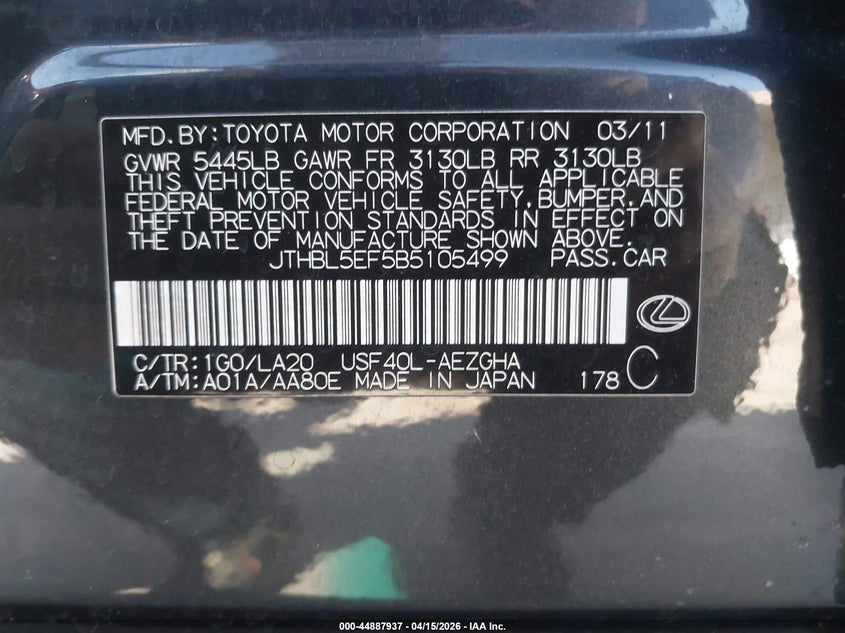 MFD.BY:TOYOTA MOTOR CORPORATION 03/11
GVWR 5445LB GAWR FR 3130LB RR 3130LB
THIS VEHICLE CONFORMS TO ALL APPLICABLE
FEDERAL MOTOR VEHICLE SAFETY,BUMPER,AND
THEFT PREVENTION STANDARDS IN EFFECT ON
THE DATE OF MANUFACTURE SHOWN ABOVE.
JTHBL5EF5B5105499 PASS.CAR
C/TR:1G0/LA20 USF40L-AEZGHA
A/TM:A01A/AA80E MADE IN JAPAN 178 C
000-44887937 - 04/15/2026 - IAA Inc.